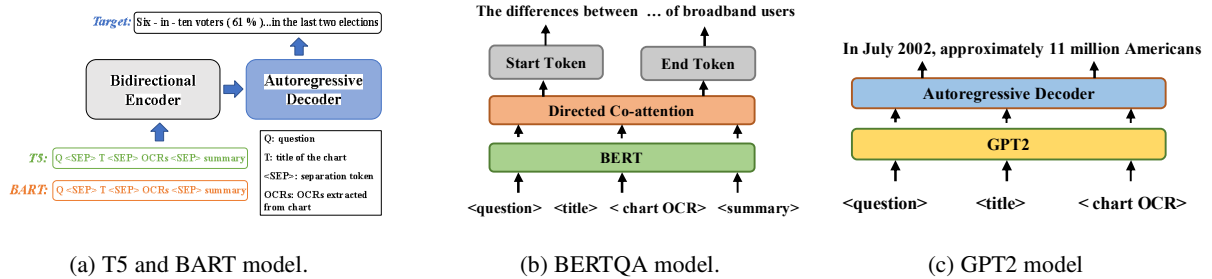 Target: Six - in - ten voters ( 61 % )...in the last two elections
Bidirectional
Encoder
Autoregressive
Decoder
T5: Q <SEP> T <SEP> OCRs <SEP> summary
BART: Q <SEP> T <SEP> OCRs <SEP> summary
Q: question
T: title of the chart
<SEP>: separation token
OCRs: OCRs extracted
from chart
(a) T5 and BART model.
The differences between … of broadband users
Start Token
End Token
Directed Co-attention
BERT
<question> <title> < chart OCR> <summary>
(b) BERTQA model.
In July 2002, approximately 11 million Americans
Autoregressive Decoder
GPT2
<question> <title> < chart OCR>
(c) GPT2 model